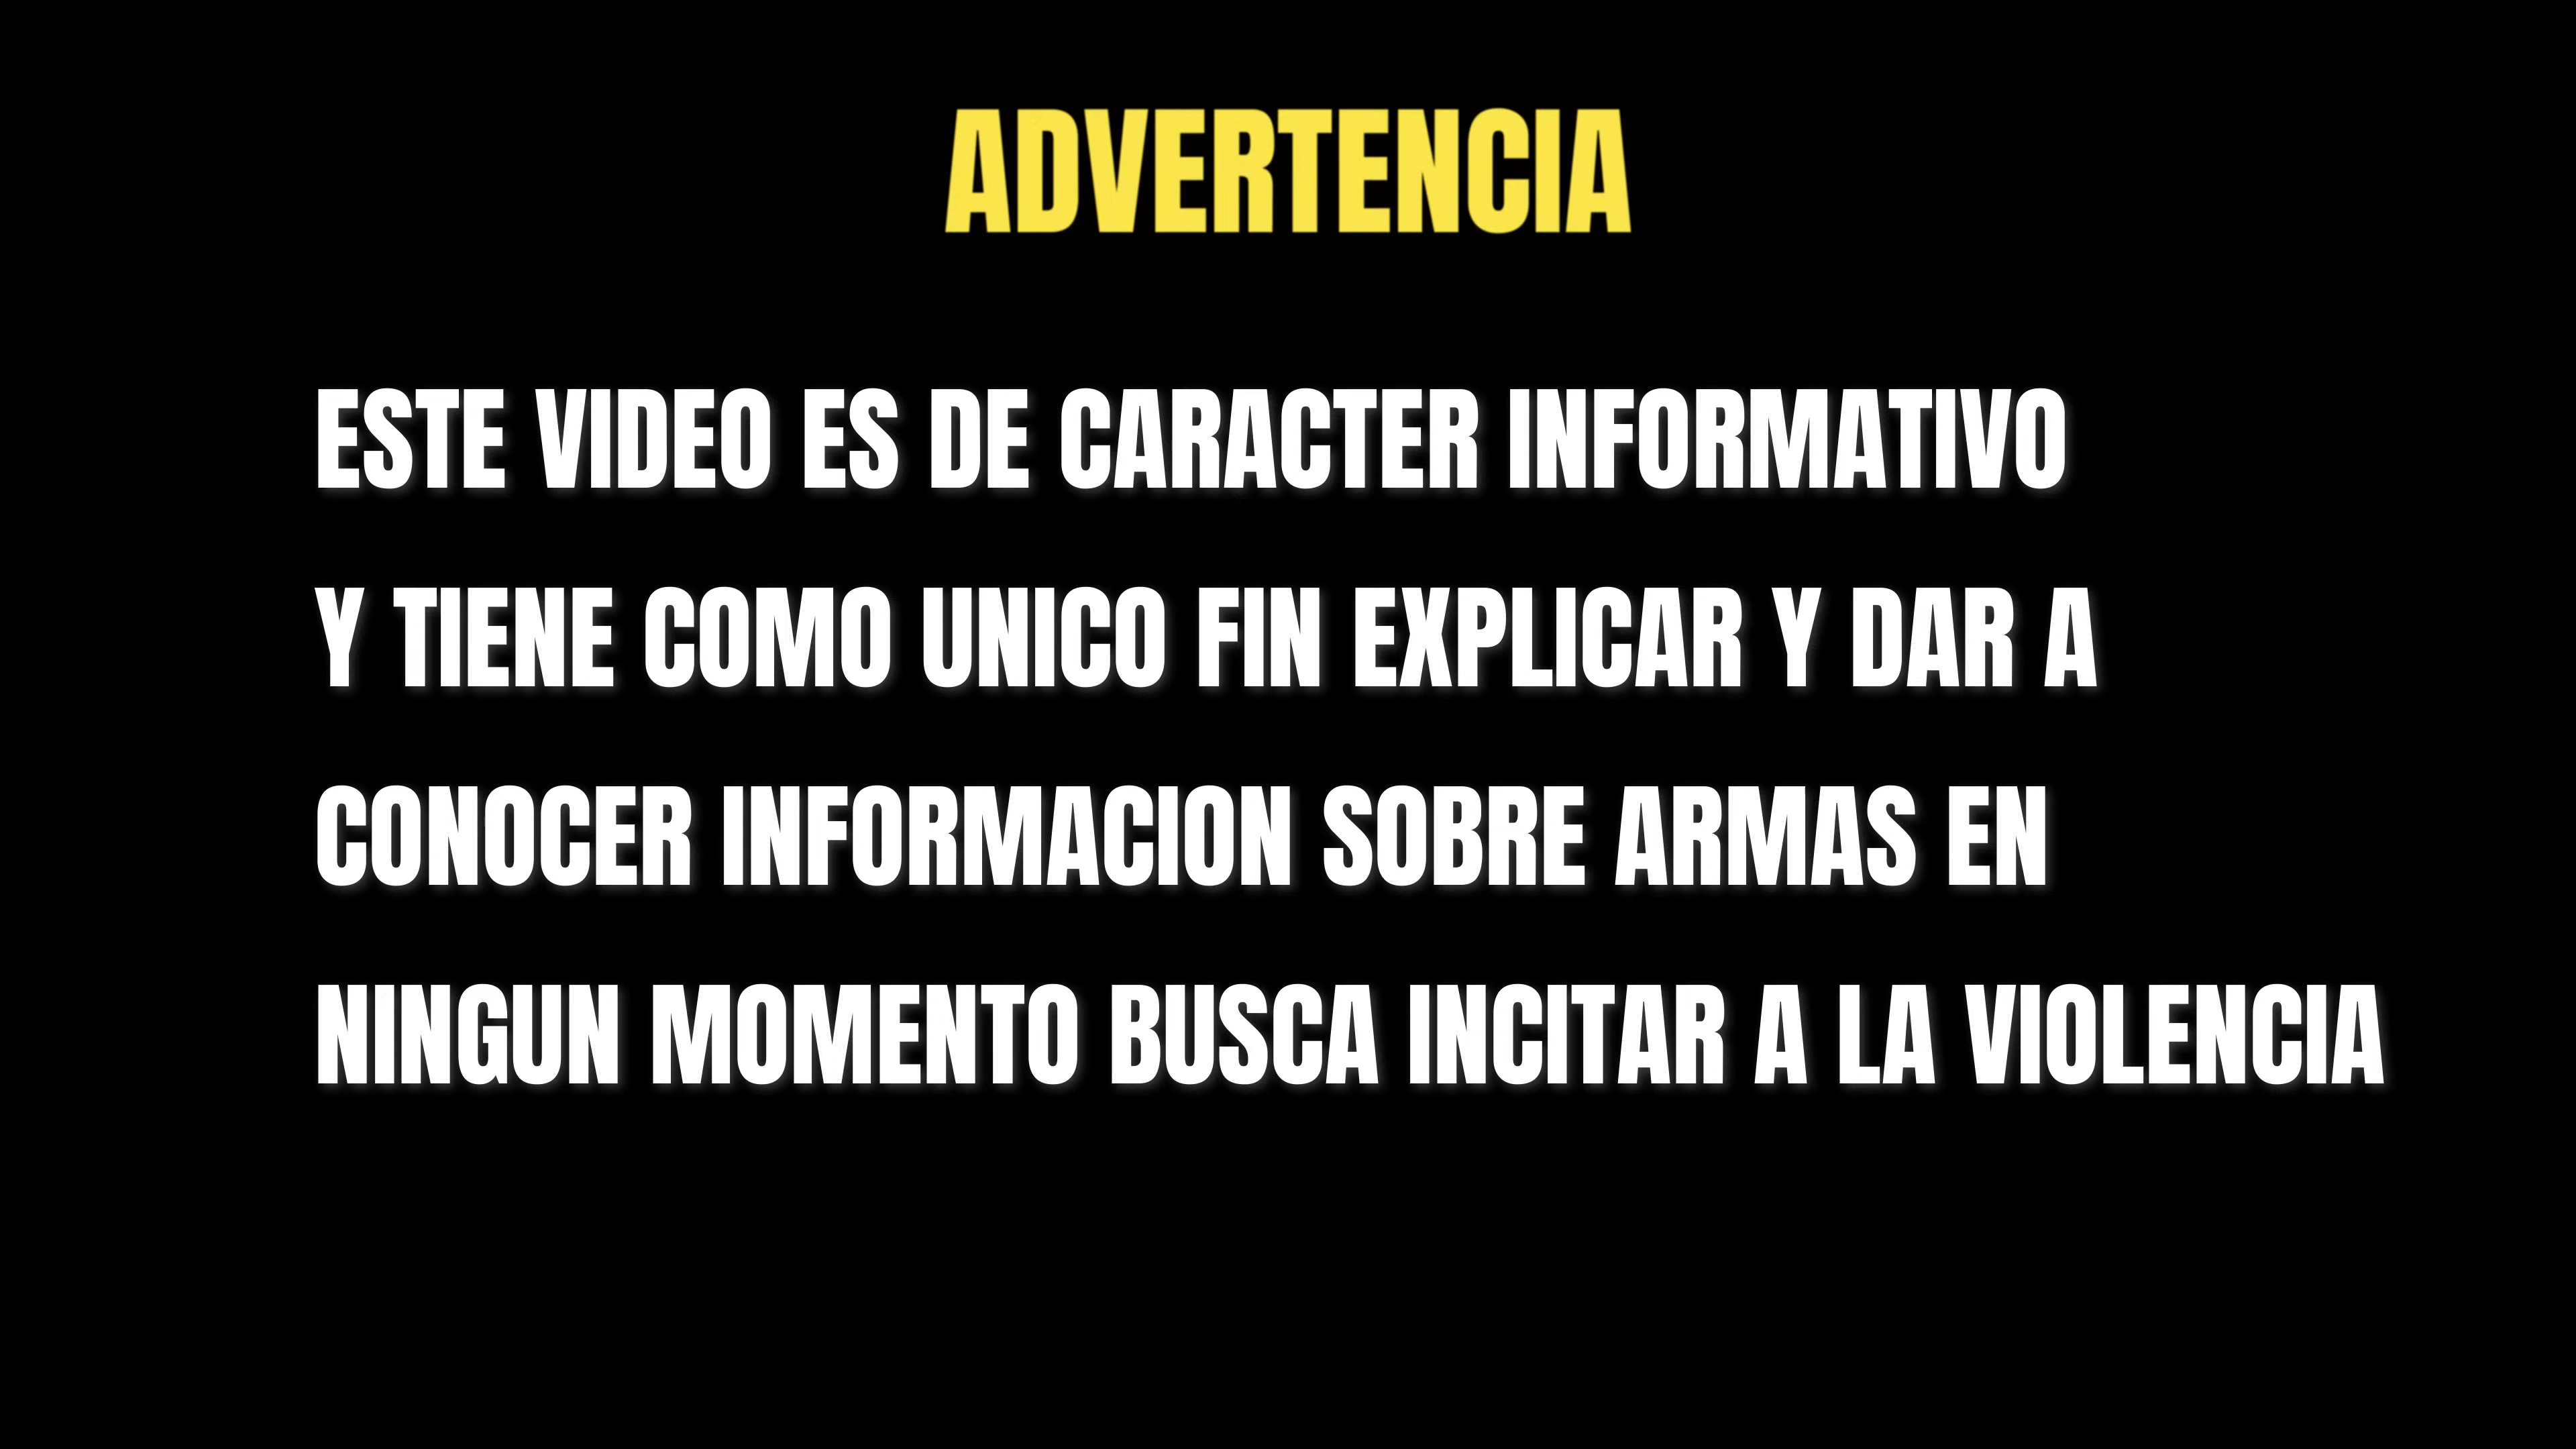 ADVERTENCIA
ESTE VIDEO ES DE CARACTER INFORMATIVO
Y TIENE COMO UNICO FIN EXPLICAR Y DAR A
CONOCER INFORMACION SOBRE ARMAS EN
NINGUN MOMENTO BUSCA INCITAR A LA VIOLENCIA